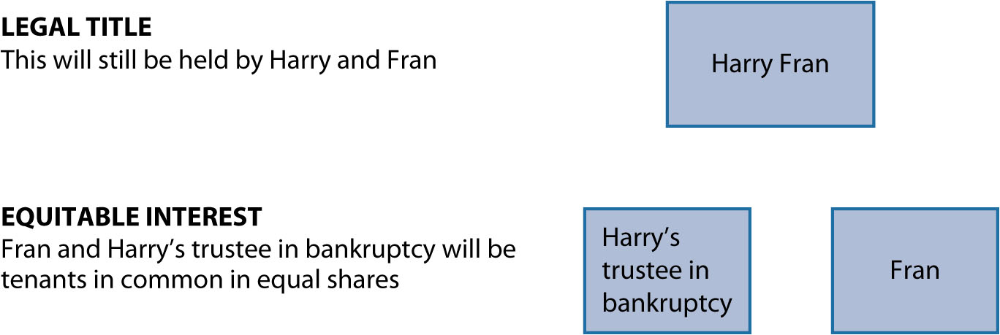 LEGAL TITLE
This will still be held by Harry and Fran
Harry Fran
EQUITABLE INTEREST
Fran and Harry’s trustee in bankruptcy will be
tenants in common in equal shares
Harry’s
trustee in
bankruptcy
Fran